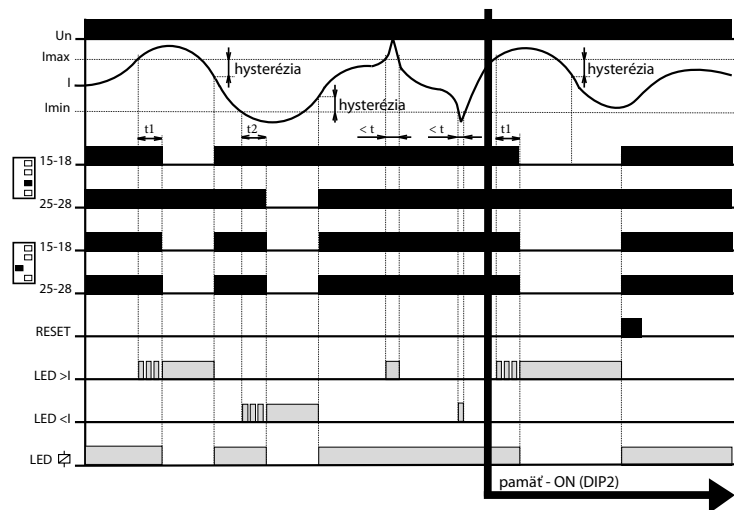 Un
Imax
hysterézia
hysterézia
I
Imin
hysterézia
t1
t2
< t
< t
t1
15-18
25-28
15-18
25-28
RESET
LED >I
LED <I
LED
pamäť - ON (DIP2)